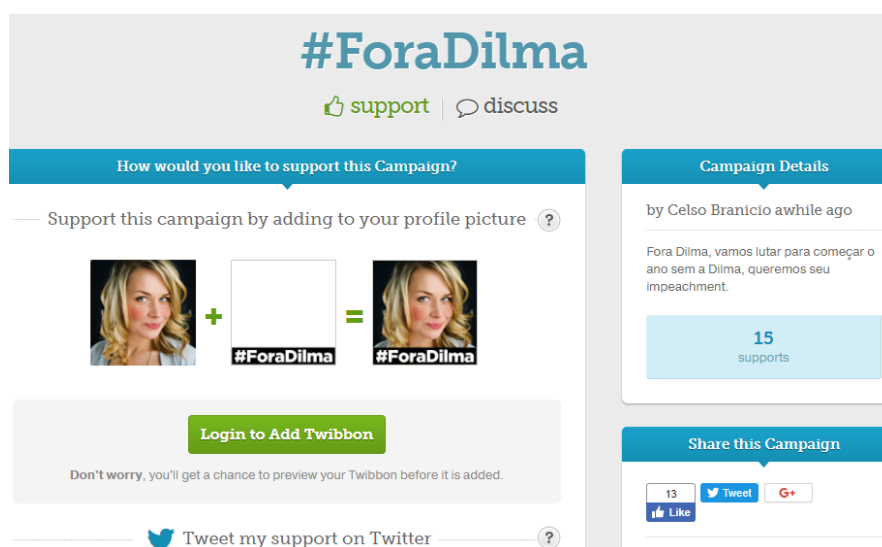 #ForaDilma
support
discuss
How would you like to support this Campaign?
Support this campaign by adding to your profile picture ?
+
=
#ForaDilma
#ForaDilma
Login to Add Twibbon
Don't worry, you'll get a chance to preview your Twibbon before it is added.
Tweet my support on Twitter ?
Campaign Details
by Celso Branicio awhile ago
Fora Dilma, vamos lutar para começar o
ano sem a Dilma, queremos seu
impeachment.
15
supports
Share this Campaign
13
Like
Tweet
G+